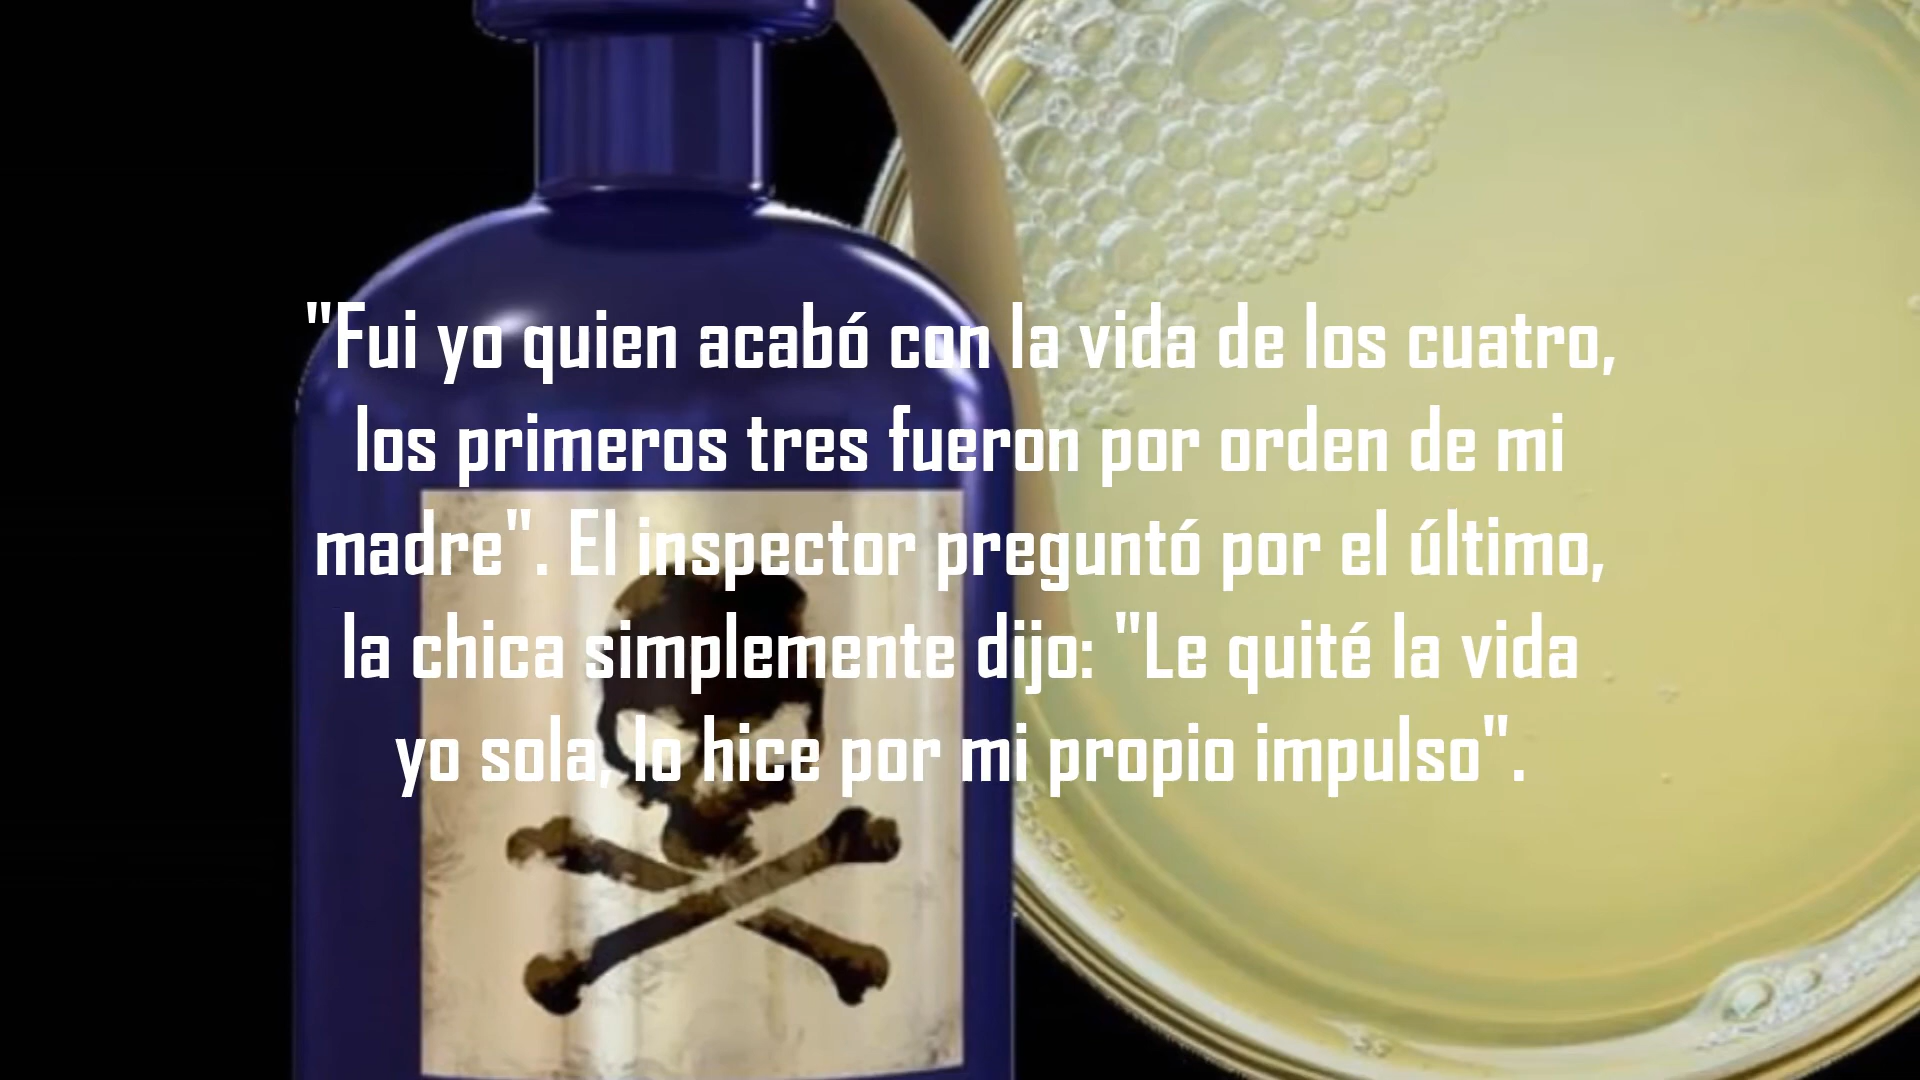 "Fui yo quien acabó con la vida de los cuatro,
los primeros tres fueron por orden de mi
madre". El inspector preguntó por el último,
la chica simplemente dijo: "Le quité la vida
yo sola, lo hice por mi propio impulso".